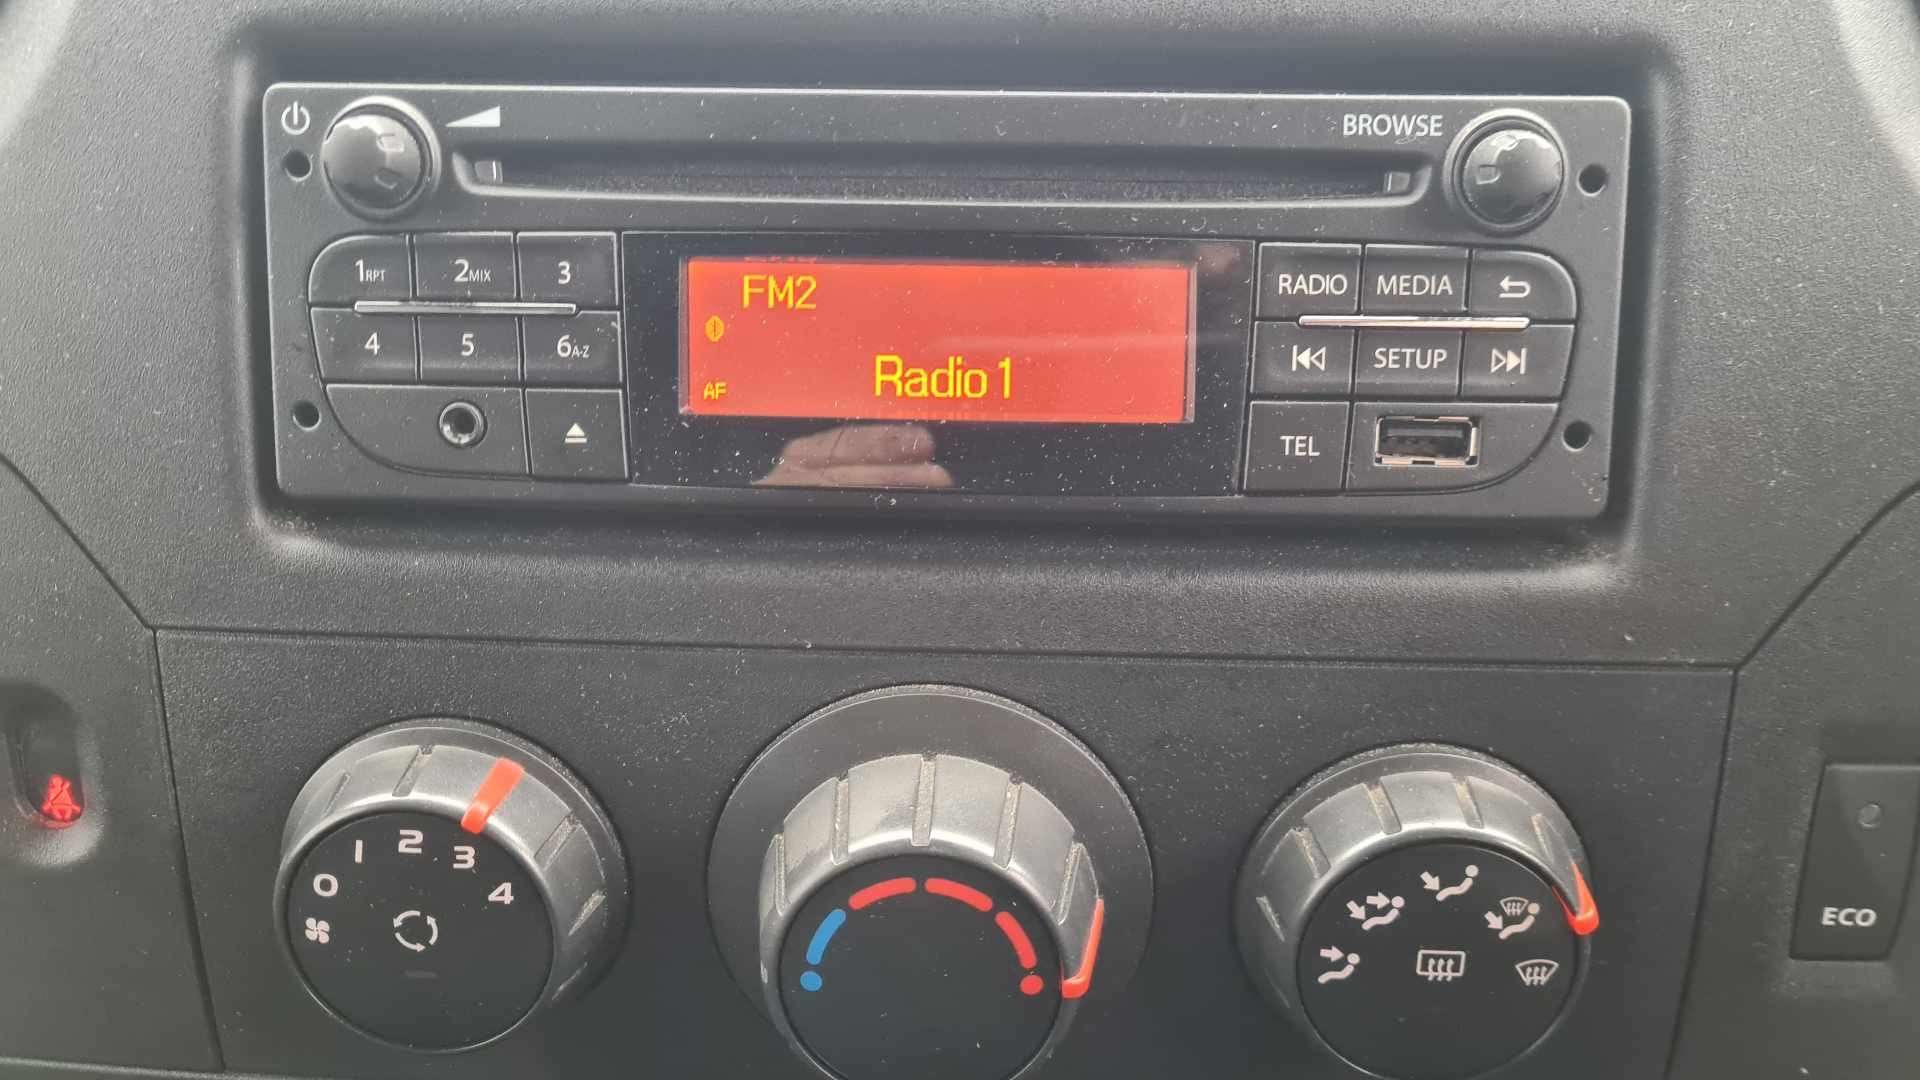 BROWSE
1RPT
2MIX
3
4
5
6A-Z
FM2
AF
Radio 1
RADIO
MEDIA
SETUP
TEL
0
1
2
3
4
ECO